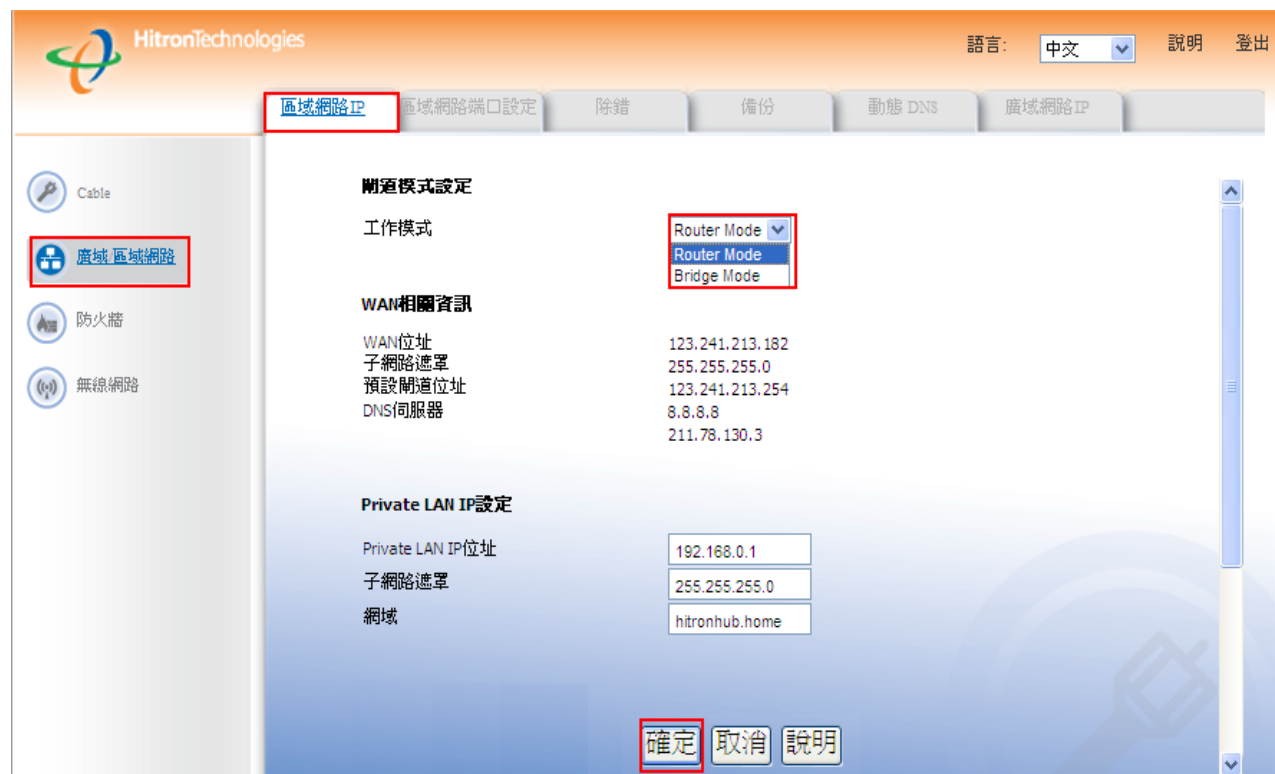 HitronTechnologies
語言: 中文 說明 登出
區域網路IP 區域網路端口設定 除錯 備份 動態 DNS 廣域網路IP
Cable
廣域 區域網路
防火牆
無線網路
閘道模式設定
工作模式 Router Mode
Router Mode
Bridge Mode
WAN相關資訊
WAN位址 123.241.213.182
子網路遮罩 255.255.255.0
預設閘道位址 123.241.213.254
DNS伺服器 8.8.8.8
211.78.130.3
Private LAN IP設定
Private LAN IP位址 192.168.0.1
子網路遮罩 255.255.255.0
網域 hitronhub.home
確定 取消 說明